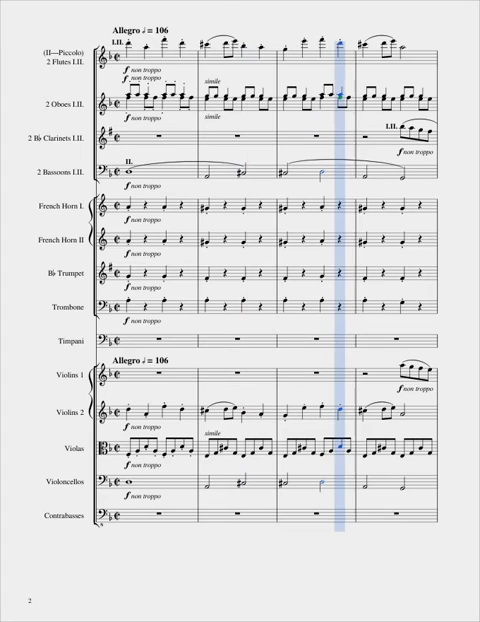 Allegro ♩ = 106
(II—Piccolo)
2 Flutes I.II.
I.II.
f non troppo
f non troppo
simile
2 Oboes I.II.
f non troppo
simile
2 B♭ Clarinets I.II.
I.II.
f non troppo
II.
2 Bassoons I.II.
f non troppo
French Horn I.
f non troppo
French Horn II
f non troppo
B♭ Trumpet
f non troppo
Trombone
f non troppo
Timpani
Allegro ♩ = 106
Violins 1
f non troppo
Violins 2
f non troppo
simile
Violas
f non troppo
Violoncellos
f non troppo
Contrabasses
2